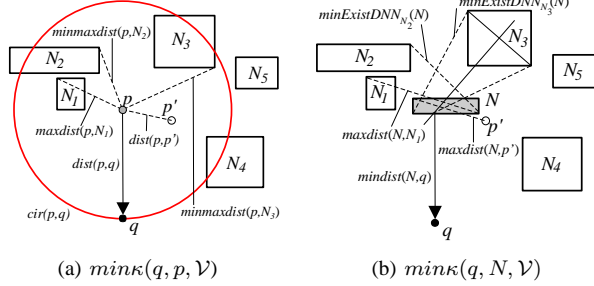 minmaxdist(p,N2)
N3
N2
N5
N1
p
p'
maxdist(p,N1)
dist(p,p')
dist(p,q)
N4
minmaxdist(p,N3)
cir(p,q)
q
(a) minκ(q, p, V)
minExistDNN_N3(N)
minExistDNN_N2(N)
N3
N2
N5
N1
N
p'
maxdist(N,N1)
maxdist(N,p')
N4
mindist(N,q)
q
(b) minκ(q, N, V)